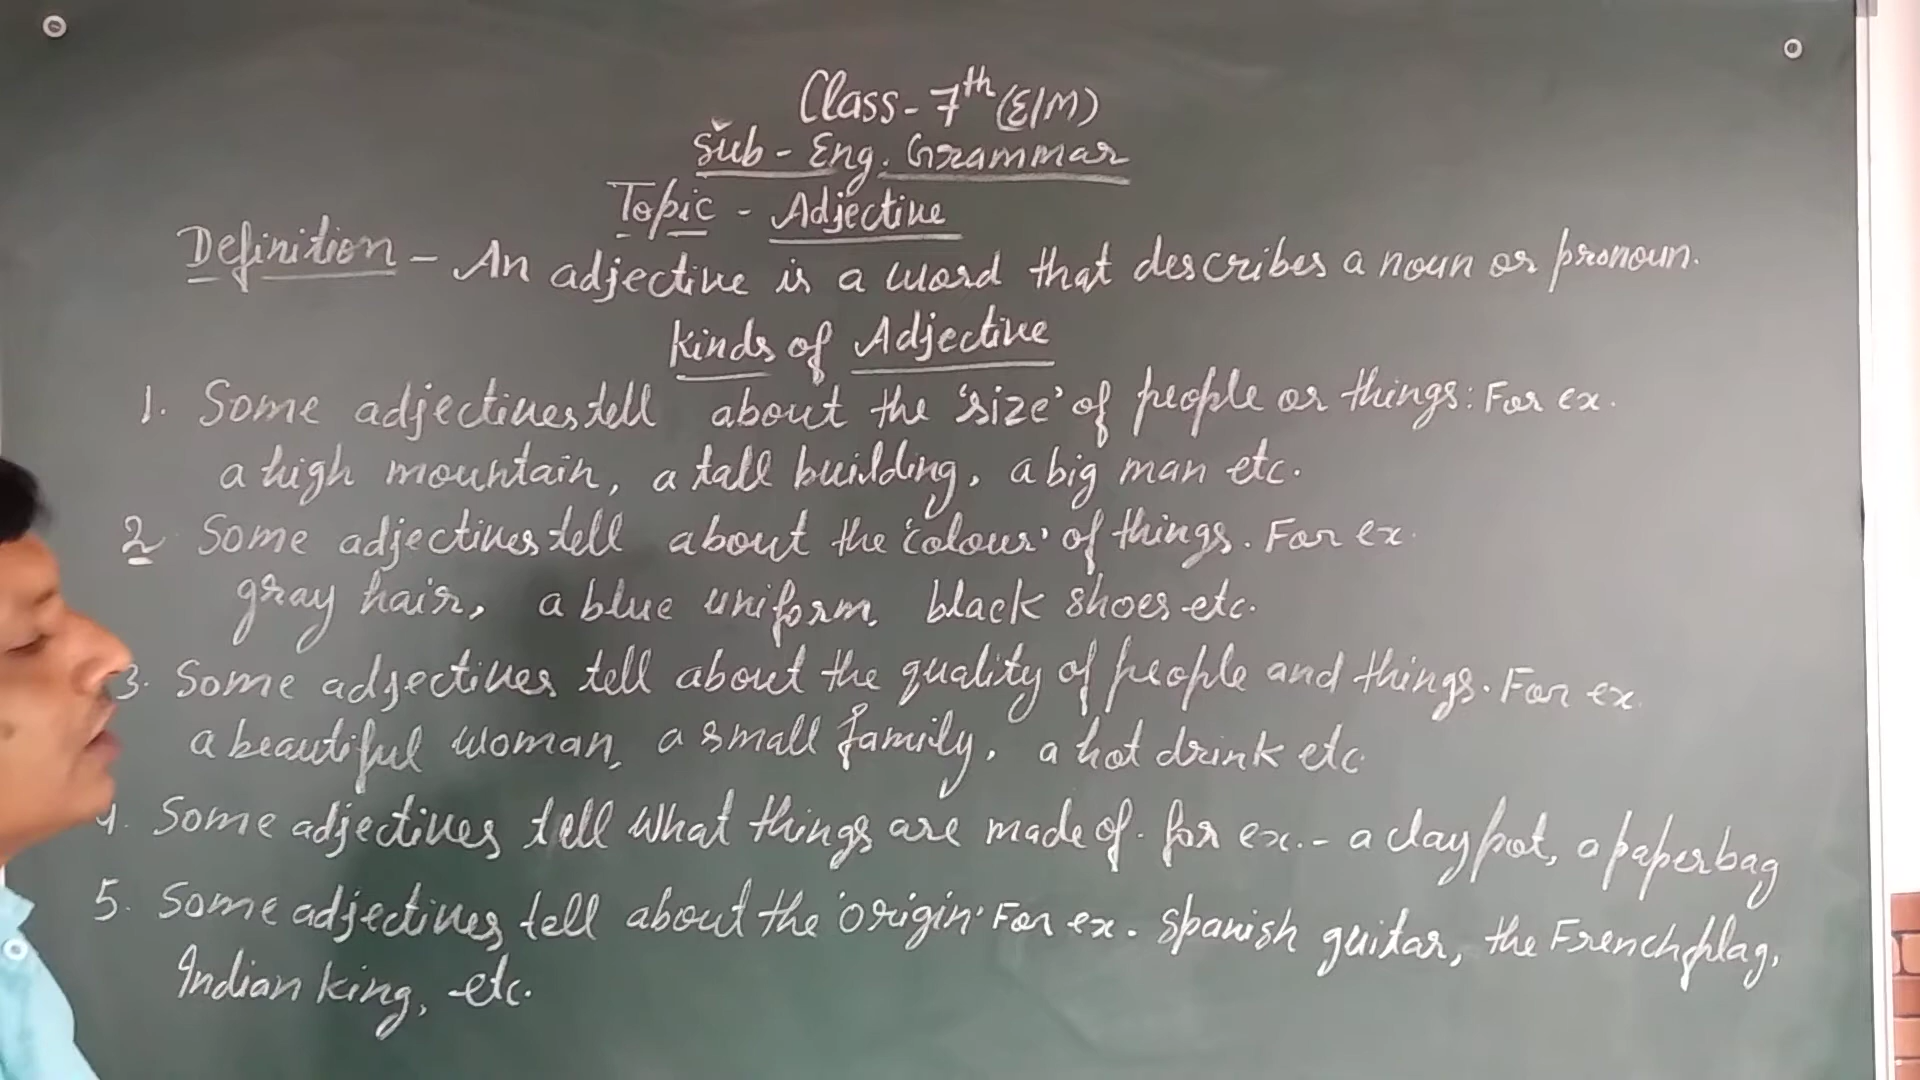 Class - 7th (E/M)
Sub - Eng. Grammar
Topic - Adjective
Definition - An adjective is a word that describes a noun or pronoun.
Kinds of Adjective
1. Some adjectives tell about the 'size' of people or things: For ex.
a high mountain, a tall building, a big man etc.
2 Some adjectives tell about the 'colour' of things. For ex.
gray hair, a blue uniform, black shoes etc.
3. Some adjectives tell about the quality of people and things. For ex.
a beautiful woman, a small family, a hot drink etc
4. Some adjectives tell what things are made of. for ex. - a clay pot, a paper bag
5. Some adjectives tell about the 'origin' For ex. Spanish guitar, the French flag,
Indian king, etc.